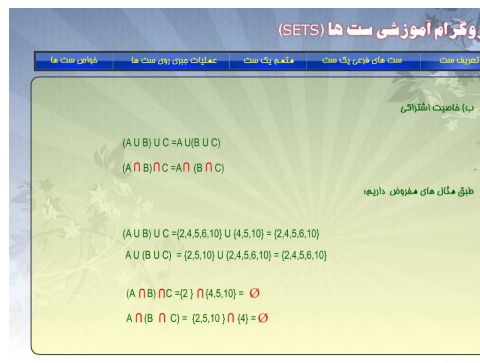 وگرام آموزشی ست ها (SETS)
تعریف ست ست های فرعی یک ست متمم یک ست عملیات جبری روی ست ها خواص ست ها
ب) خاصیت اشتراکی
(A U B) U C =A U(B U C)
(A ∩ B)∩ C =A∩ (B ∩ C)
طبق مثال های مفروض داریم:
(A U B) U C ={2,4,5,6,10} U {4,5,10} = {2,4,5,6,10}
A U (B U C) = {2,5,10} U {2,4,5,6,10} = {2,4,5,6,10}
(A ∩ B) ∩C ={2 } ∩ {4,5,10} = ∅
A ∩ (B ∩ C) = {2,5,10 } ∩ {4} = ∅